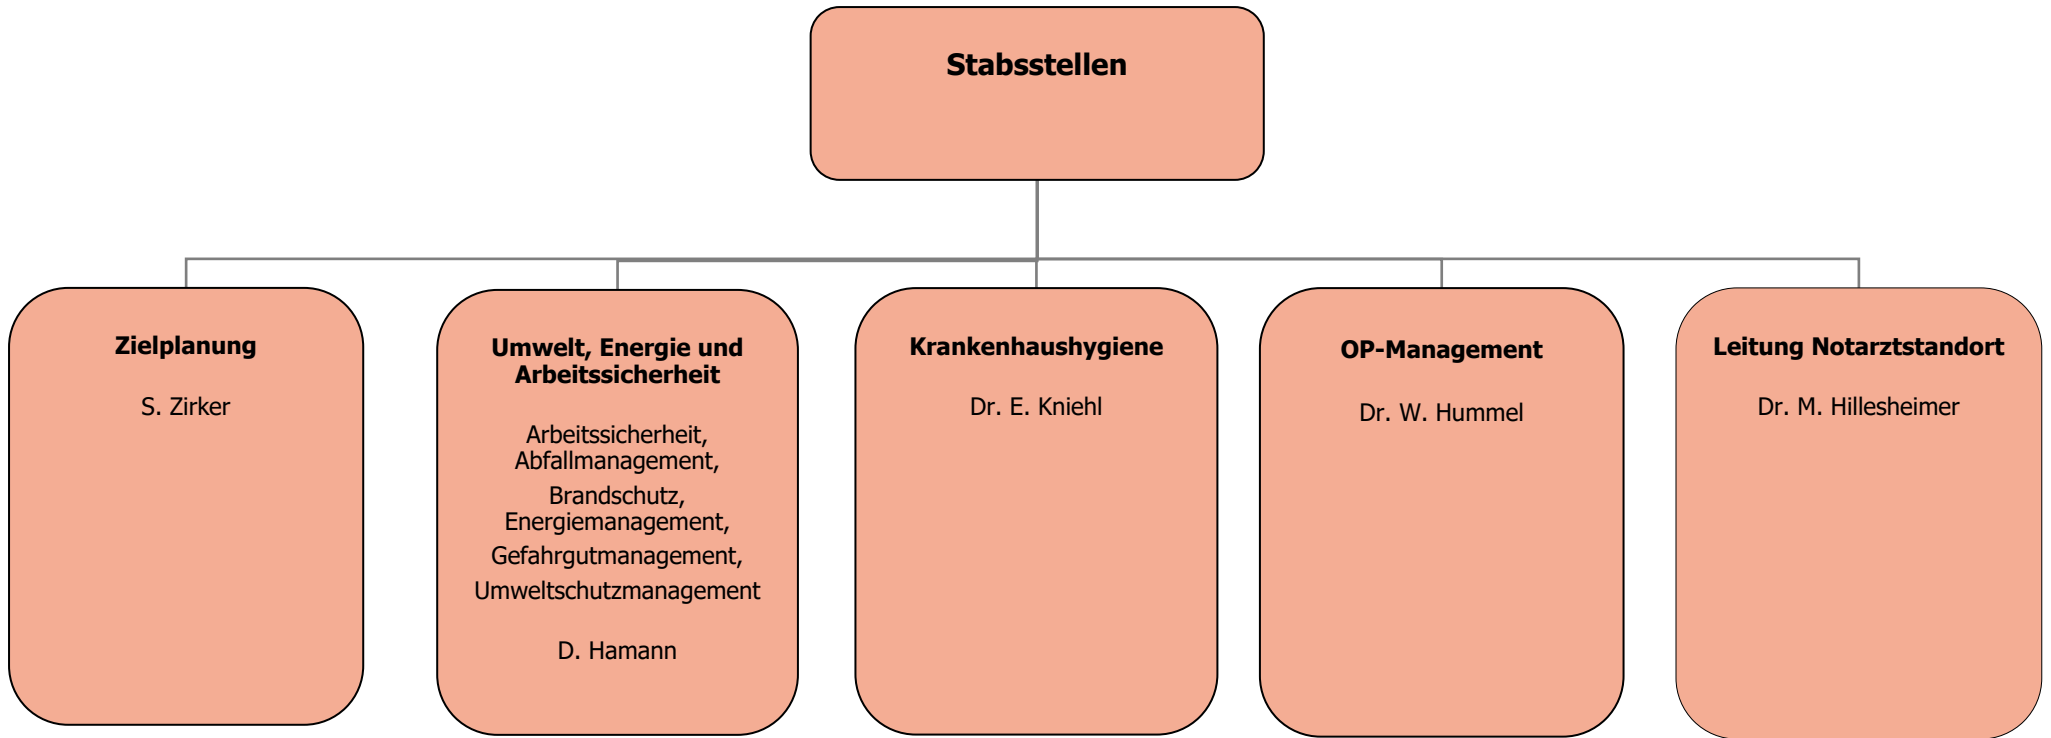 Stabsstellen
Zielplanung
S. Zirker
Umwelt, Energie und
Arbeitssicherheit
Arbeitssicherheit,
Abfallmanagement,
Brandschutz,
Energiemanagement,
Gefahrgutmanagement,
Umweltschutzmanagement
D. Hamann
Krankenhaushygiene
Dr. E. Kniehl
OP-Management
Dr. W. Hummel
Leitung Notarztstandort
Dr. M. Hillesheimer